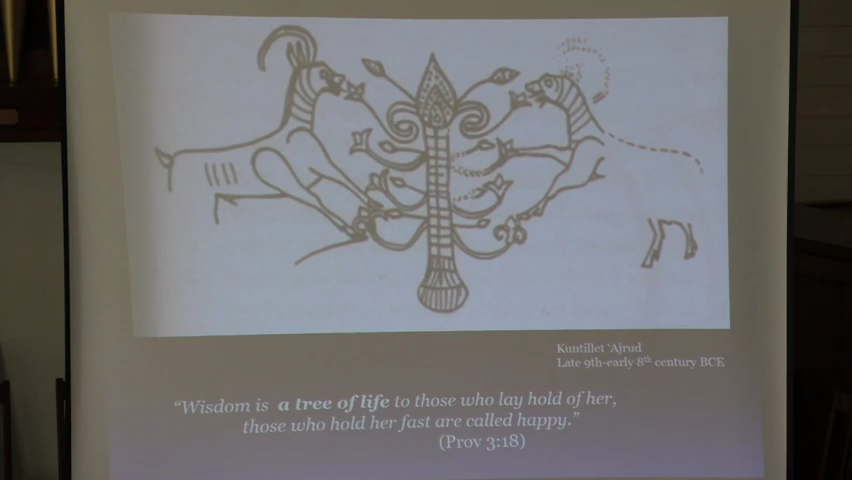 Kuntillet ‘Ajrud
Late 9th-early 8th century BCE
“Wisdom is a tree of life to those who lay hold of her,
those who hold her fast are called happy.”
(Prov 3:18)